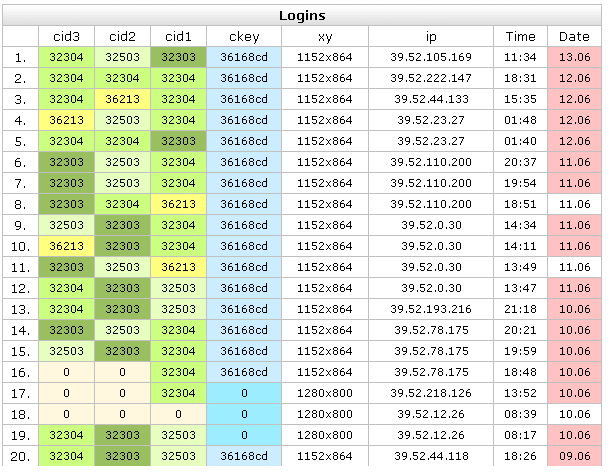 Logins
cid3 cid2 cid1 ckey xy ip Time Date
1. 32304 32503 32303 36168cd 1152x864 39.52.105.169 11:34 13.06
2. 32304 32304 32304 36168cd 1152x864 39.52.222.147 18:31 12.06
3. 32304 36213 32304 36168cd 1152x864 39.52.44.133 15:35 12.06
4. 36213 32503 32304 36168cd 1152x864 39.52.23.27 01:48 12.06
5. 32304 32304 32303 36168cd 1152x864 39.52.23.27 01:40 12.06
6. 32303 32503 32304 36168cd 1152x864 39.52.110.200 20:37 11.06
7. 32303 32503 32304 36168cd 1152x864 39.52.110.200 19:54 11.06
8. 32303 32304 36213 36168cd 1152x864 39.52.110.200 18:51 11.06
9. 32503 32303 32304 36168cd 1152x864 39.52.0.30 14:34 11.06
10. 36213 32303 32304 36168cd 1152x864 39.52.0.30 14:11 11.06
11. 32303 32503 36213 36168cd 1152x864 39.52.0.30 13:49 11.06
12. 32304 32503 32304 36168cd 1152x864 39.52.0.30 13:47 11.06
13. 32304 32503 32304 36168cd 1152x864 39.52.193.216 21:18 10.06
14. 32303 32503 32304 36168cd 1152x864 39.52.78.175 20:21 10.06
15. 32503 32303 32304 36168cd 1152x864 39.52.78.175 19:59 10.06
16. 0 0 32304 36168cd 1152x864 39.52.78.175 18:48 10.06
17. 0 0 32304 0 1280x800 39.52.218.126 13:52 10.06
18. 0 0 0 0 1280x800 39.52.12.26 08:39 10.06
19. 32304 32303 32503 0 1280x800 39.52.12.26 08:17 10.06
20. 32304 32303 32503 36168cd 1152x864 39.52.44.118 18:26 09.06